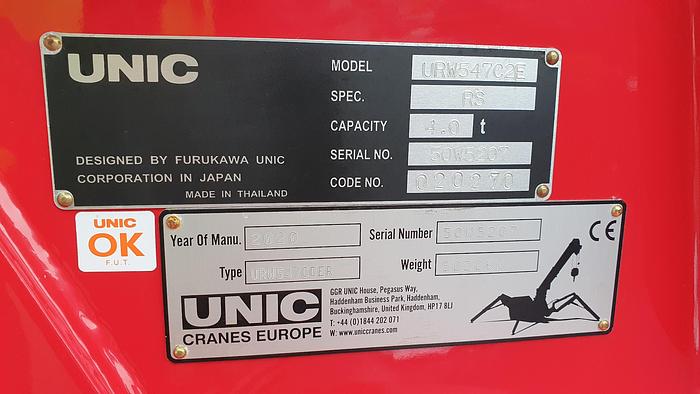 UNIC
MODEL URW547C2E
SPEC. RS
CAPACITY 4.0 t
SERIAL NO. 50W5207
CODE NO. 020270
DESIGNED BY FURUKAWA UNIC
CORPORATION IN JAPAN
MADE IN THAILAND
UNIC
OK
F.U.T.
Year Of Manu. 2020
Serial Number 50W5207
Type
Weight
CE
UNIC
CRANES EUROPE
GGR UNIC House, Pegasus Way,
Haddenham Business Park, Haddenham,
Buckinghamshire, United Kingdom, HP17 8LJ
T: +44 (0)1844 202 071
W: www.uniccranes.com